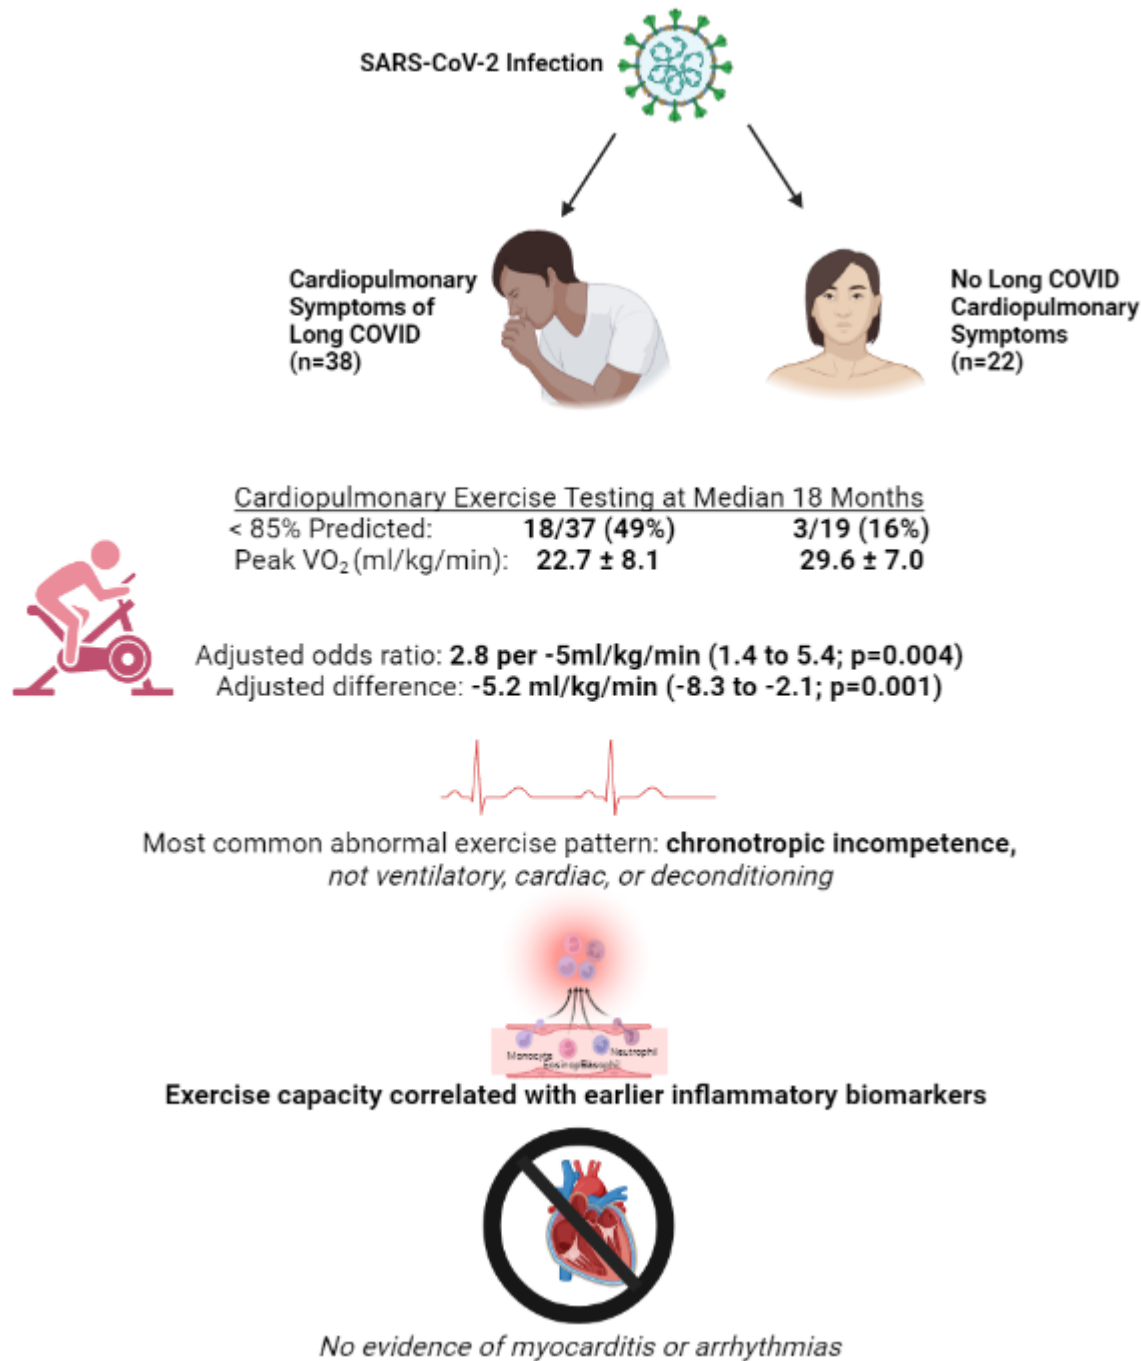 SARS-CoV-2 Infection
Cardiopulmonary
Symptoms of
Long COVID
(n=38)
No Long COVID
Cardiopulmonary
Symptoms
(n=22)
Cardiopulmonary Exercise Testing at Median 18 Months
< 85% Predicted: 18/37 (49%) 3/19 (16%)
Peak VO₂ (ml/kg/min): 22.7 ± 8.1 29.6 ± 7.0
Adjusted odds ratio: 2.8 per -5ml/kg/min (1.4 to 5.4; p=0.004)
Adjusted difference: -5.2 ml/kg/min (-8.3 to -2.1; p=0.001)
Most common abnormal exercise pattern: chronotropic incompetence,
not ventilatory, cardiac, or deconditioning
Monocyte
Neutrophil
Exercise capacity correlated with earlier inflammatory biomarkers
No evidence of myocarditis or arrhythmias